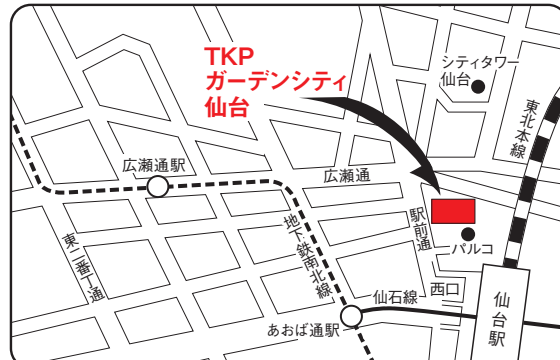 TKP
ガーデンシティ
仙台
シティタワー
仙台
東北本線
広瀬通駅
広瀬通
駅前通
パルコ
東二番丁通
地下鉄南北線
仙石線
西口
仙台駅
あおば通駅